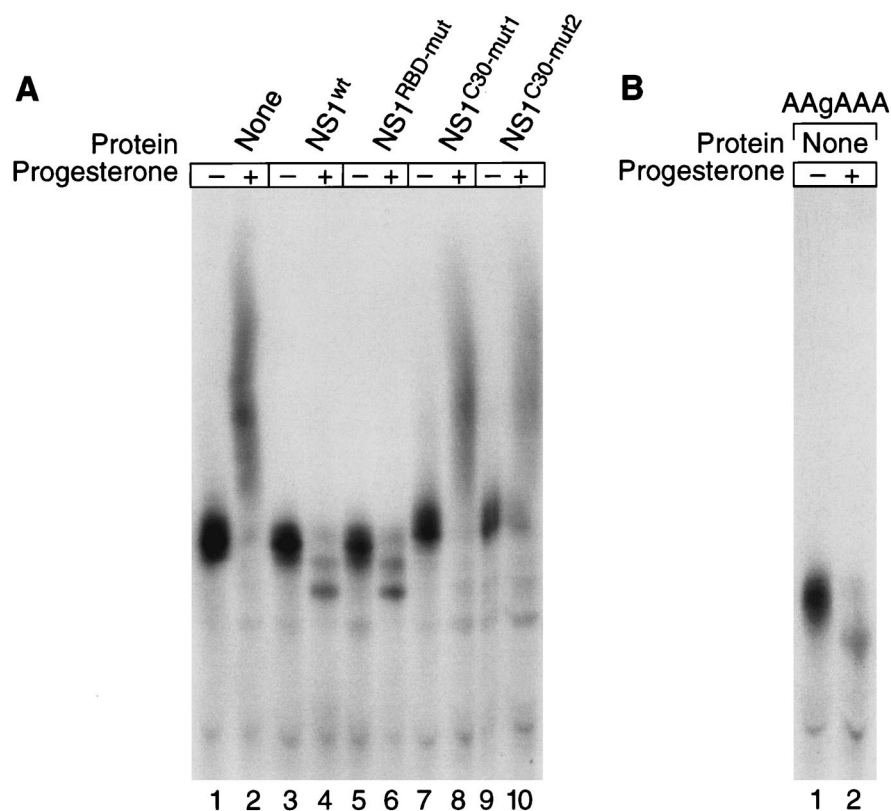 A
None NS1wt NS1RBD-mut NS1C30-mut1 NS1C30-mut2
Protein
Progesterone − + − + − + − + − +
1 2 3 4 5 6 7 8 9 10
B
AAgAAA
Protein None
Progesterone − +
1 2